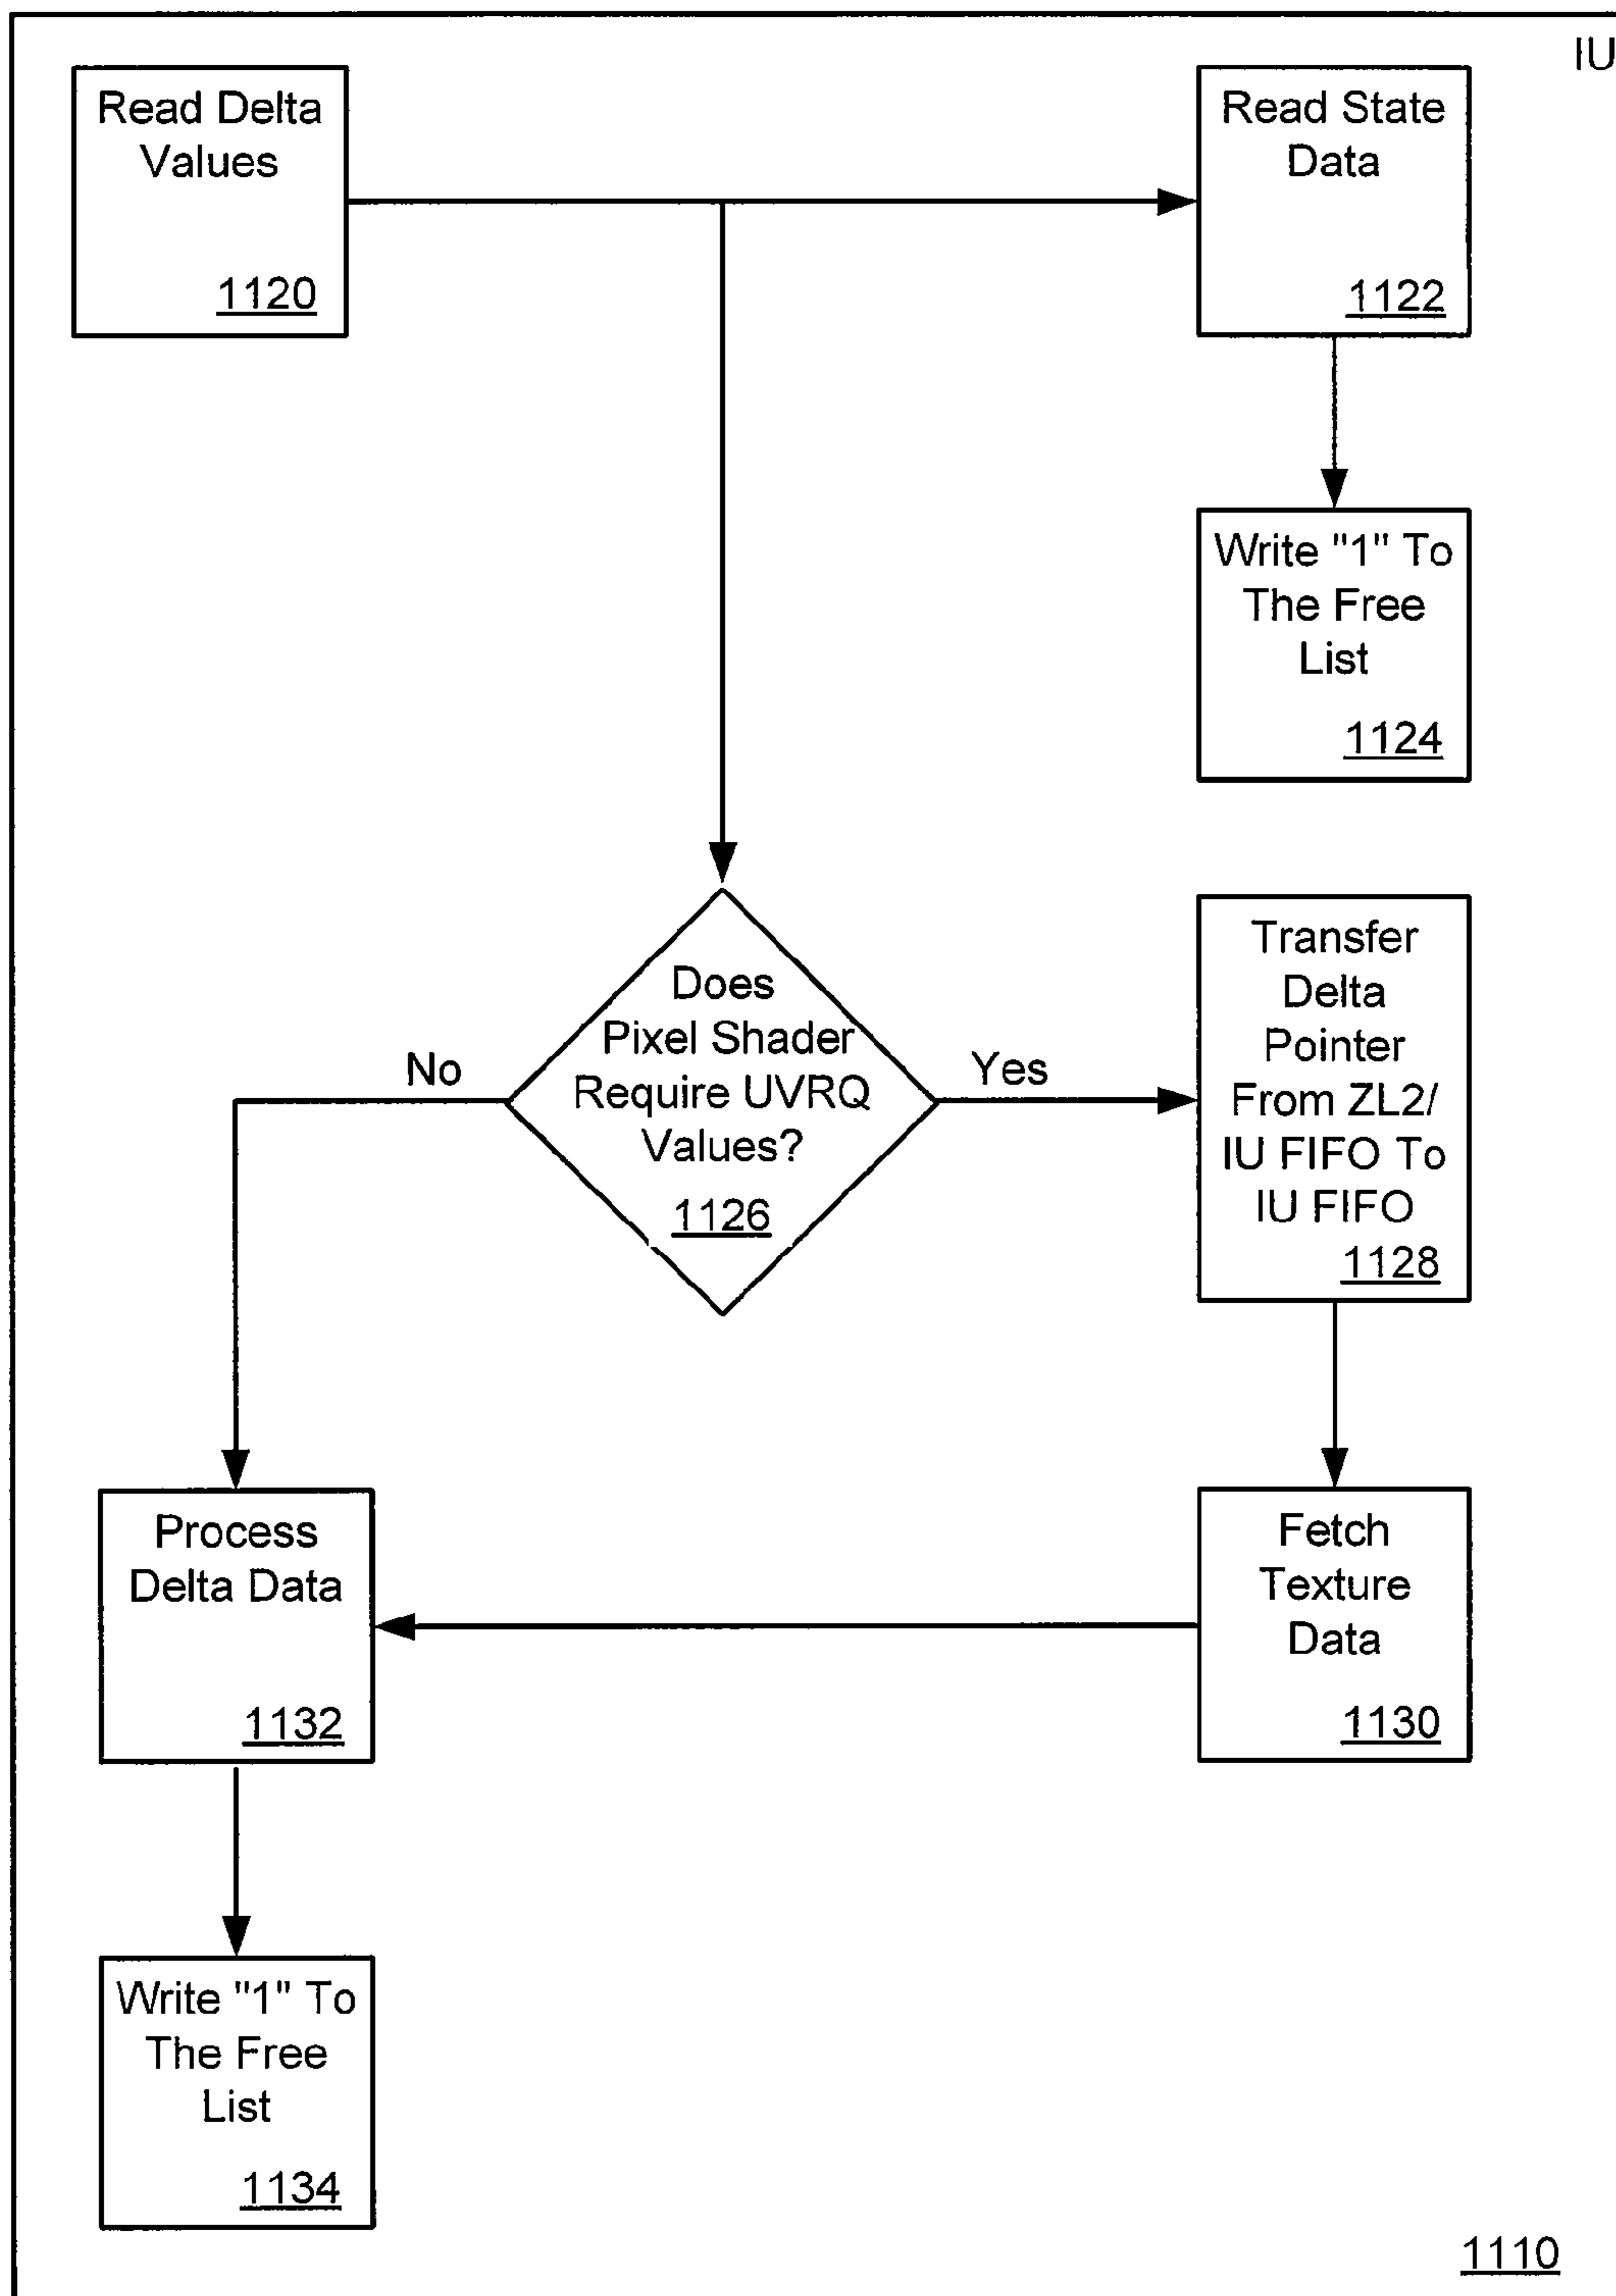 IU
Read Delta
Values
1120
Read State
Data
1122
Write "1" To
The Free
List
1124
Does
Pixel Shader
Require UVRQ
Values?
1126
No
Yes
Transfer
Delta
Pointer
From ZL2/
IU FIFO To
IU FIFO
1128
Process
Delta Data
1132
Fetch
Texture
Data
1130
Write "1" To
The Free
List
1134
1110